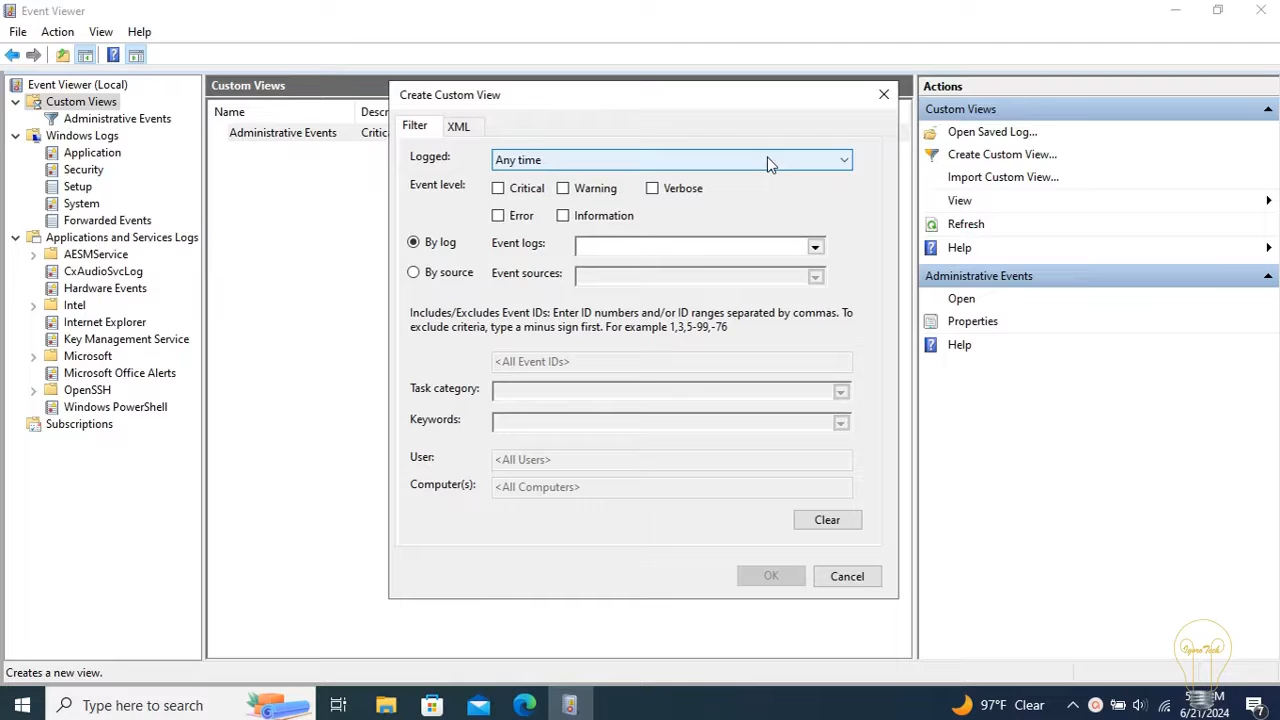 Event Viewer
File Action View Help
Event Viewer (Local)
Custom Views
Administrative Events
Windows Logs
Application
Security
Setup
System
Forwarded Events
Applications and Services Logs
AESMService
CxAudioSvcLog
Hardware Events
Intel
Internet Explorer
Key Management Service
Microsoft
Microsoft Office Alerts
OpenSSH
Windows PowerShell
Subscriptions
Custom Views
Name Descr
Administrative Events Critic
Create Custom View
Filter XML
Logged: Any time
Event level: Critical Warning Verbose
Error Information
By log Event logs:
By source Event sources:
Includes/Excludes Event IDs: Enter ID numbers and/or ID ranges separated by commas. To
exclude criteria, type a minus sign first. For example 1,3,5-99,-76
<All Event IDs>
Task category:
Keywords:
User: <All Users>
Computer(s): <All Computers>
Clear
OK Cancel
Actions
Custom Views
Open Saved Log...
Create Custom View...
Import Custom View...
View
Refresh
Help
Administrative Events
Open
Properties
Help
Creates a new view.
Type here to search
97°F Clear
6/21/2024
7
IgoroTech